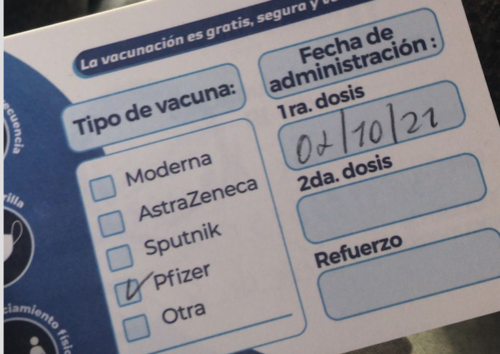 La vacunación es gratis, segura y
Tipo de vacuna:
Moderna
AstraZeneca
Sputnik
Pfizer
Otra
Fecha de
administración:
1ra. dosis
02/10/21
2da. dosis
Refuerzo